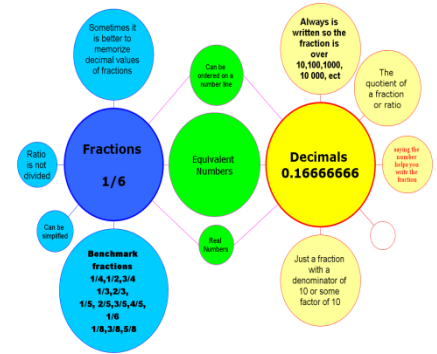 Sometimes it
is better to
memorize
decimal values
of fractions
Can be
ordered on a
number line
Always is
written so the
fraction is
over
10,100,1000,
10 000, ect
The
quotient of
a fraction
or ratio
Ratio
is not
divided
Fractions
1/6
Equivalent
Numbers
Decimals
0.16666666
saying the
number
helps you
write the
fraction
Can be
simplified
Real
Numbers
Benchmark
fractions
1/4,1/2,3/4
1/3,2/3,
1/5, 2/5,3/5,4/5,
1/6
1/8,3/8,5/8
Just a fraction
with a
denominator of
10 or some
factor of 10